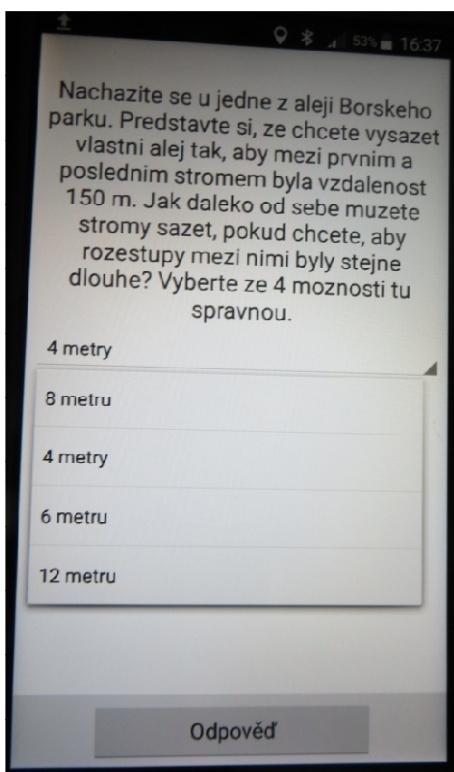 53% 16:37
Nachazite se u jedne z aleji Borskeho
parku. Predstavte si, ze chcete vysazet
vlastni alej tak, aby mezi prvnim a
poslednim stromem byla vzdalenost
150 m. Jak daleko od sebe muzete
stromy sazet, pokud chcete, aby
rozestupy mezi nimi byly stejne
dlouhe? Vyberte ze 4 moznosti tu
spravnou.
4 metry
8 metru
4 metry
6 metru
12 metru
Odpověď